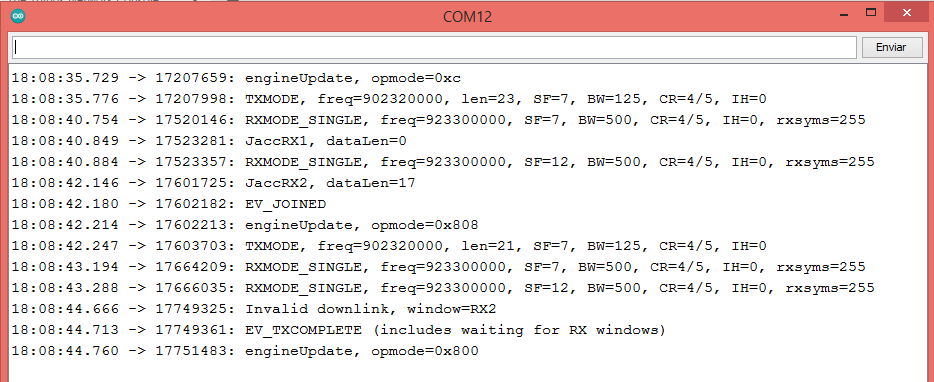 COM12
Enviar
18:08:35.729 -> 17207659: engineUpdate, opmode=0xc
18:08:35.776 -> 17207998: TXMODE, freq=902320000, len=23, SF=7, BW=125, CR=4/5, IH=0
18:08:40.754 -> 17520146: RXMODE_SINGLE, freq=923300000, SF=7, BW=500, CR=4/5, IH=0, rxsyms=255
18:08:40.849 -> 17523281: JaccRX1, dataLen=0
18:08:40.884 -> 17523357: RXMODE_SINGLE, freq=923300000, SF=12, BW=500, CR=4/5, IH=0, rxsyms=255
18:08:42.146 -> 17601725: JaccRX2, dataLen=17
18:08:42.180 -> 17602182: EV_JOINED
18:08:42.214 -> 17602213: engineUpdate, opmode=0x808
18:08:42.247 -> 17603703: TXMODE, freq=902320000, len=21, SF=7, BW=125, CR=4/5, IH=0
18:08:43.194 -> 17664209: RXMODE_SINGLE, freq=923300000, SF=7, BW=500, CR=4/5, IH=0, rxsyms=255
18:08:43.288 -> 17666035: RXMODE_SINGLE, freq=923300000, SF=12, BW=500, CR=4/5, IH=0, rxsyms=255
18:08:44.666 -> 17749325: Invalid downlink, window=RX2
18:08:44.713 -> 17749361: EV_TXCOMPLETE (includes waiting for RX windows)
18:08:44.760 -> 17751483: engineUpdate, opmode=0x800